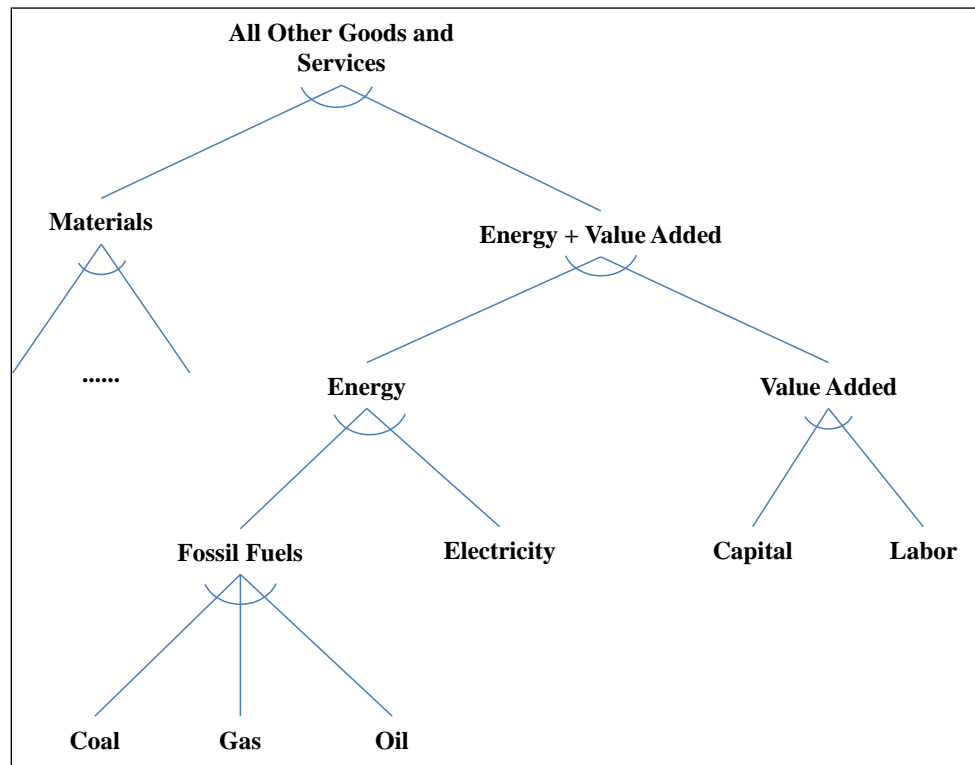 All Other Goods and
Services
Materials
Energy + Value Added
......
Energy
Value Added
Fossil Fuels
Electricity
Capital
Labor
Coal
Gas
Oil